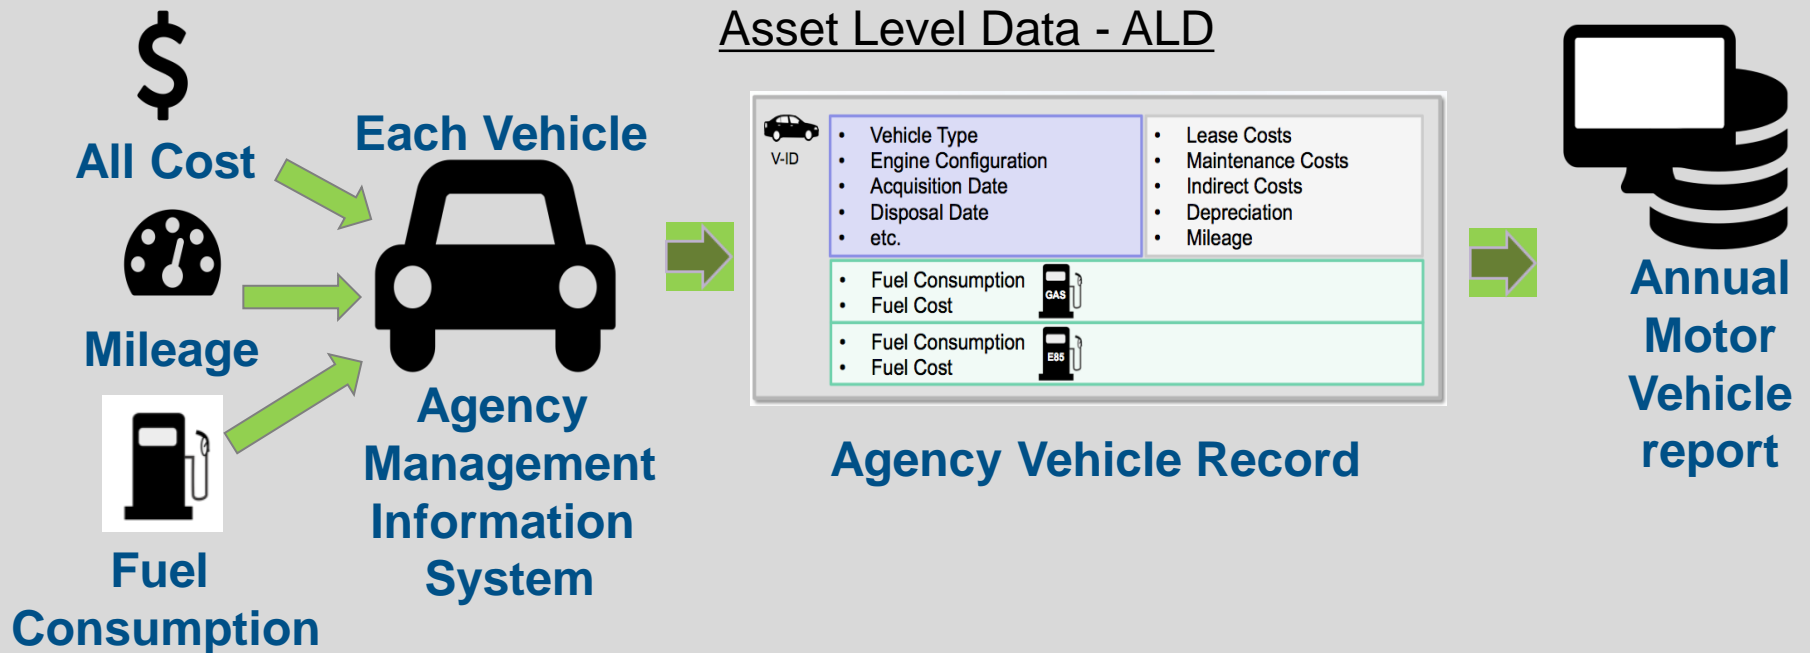 Asset Level Data - ALD
$
All Cost
Mileage
Fuel
Consumption
Each Vehicle
Agency
Management
Information
System
V-ID
• Vehicle Type
• Engine Configuration
• Acquisition Date
• Disposal Date
• etc.
• Lease Costs
• Maintenance Costs
• Indirect Costs
• Depreciation
• Mileage
• Fuel Consumption
• Fuel Cost
GAS
• Fuel Consumption
• Fuel Cost
E85
Agency Vehicle Record
Annual
Motor
Vehicle
report